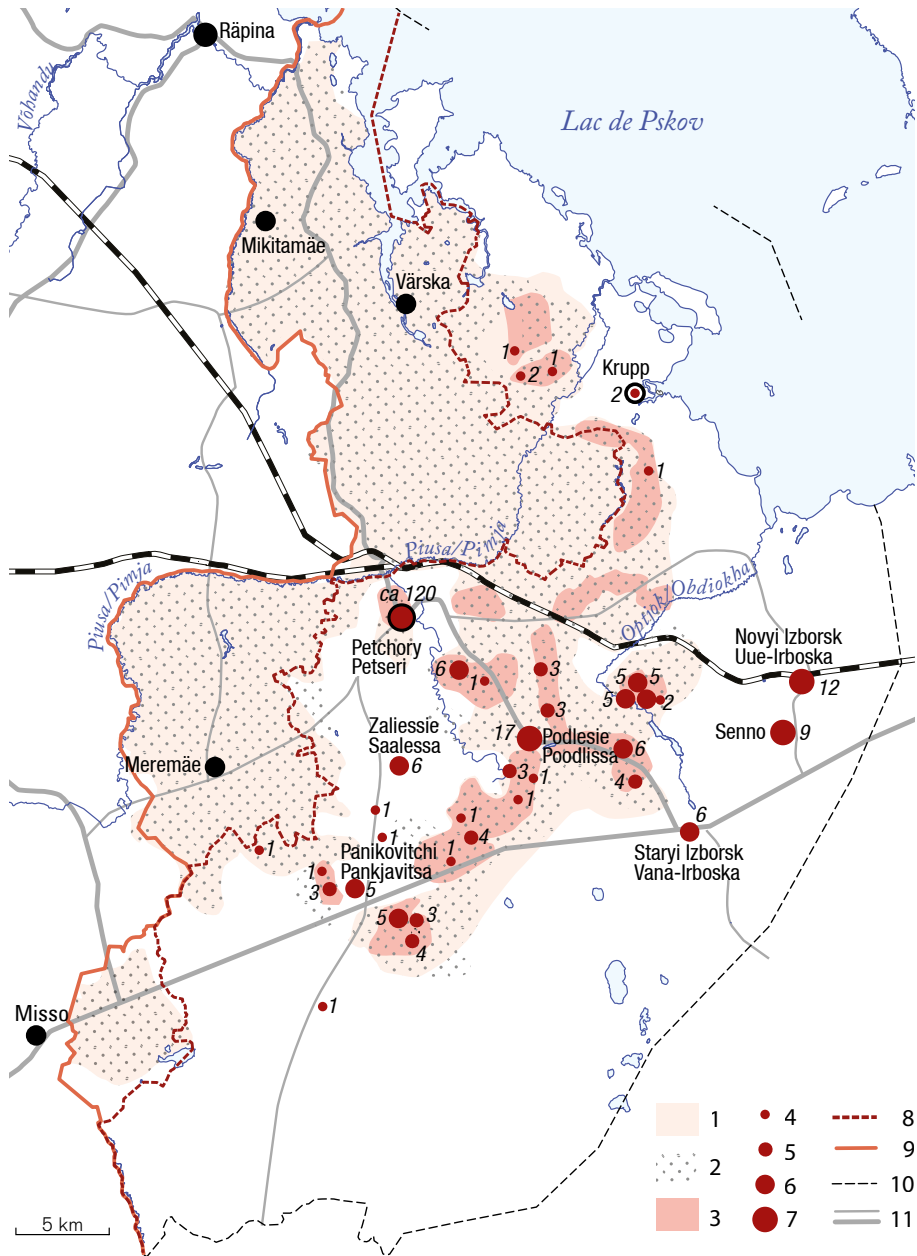 Räpina
Võhandu
Lac de Pskov
Mikitamäe
Värska
1
1
2
Krupp
2
1
Piusa/Pimja
Piusa/Pimja
Optjok/Obdiokha
ca.120
Petchory
Petseri
Novyi Izborsk
Uue-Irboska
12
6
1
3
5
5
5
2
3
Zaliessie
Saalessa
6
17
Podlesie
Poodlissa
6
Senno
9
Meremäe
3
1
4
1
1
1
4
1
6
Staryi Izborsk
Vana-Irboska
1
Panikovitchi
Pankjavitsa
1
1
3
5
5
3
4
Misso
1
5 km
1
2
3
4
5
6
7
8
9
10
11